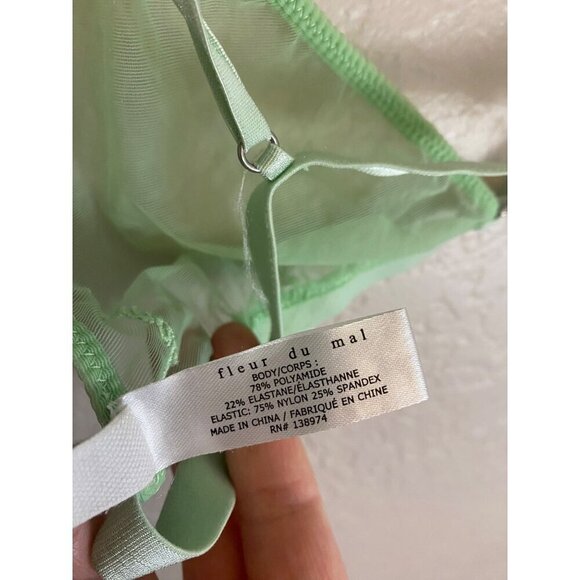 fleur du mal
BODY/CORPS :
78% POLYAMIDE
22% ELASTANE/ÉLASTHANNE
ELASTIC: 75% NYLON 25% SPANDEX
MADE IN CHINA / FABRIQUÉ EN CHINE
RN# 138974